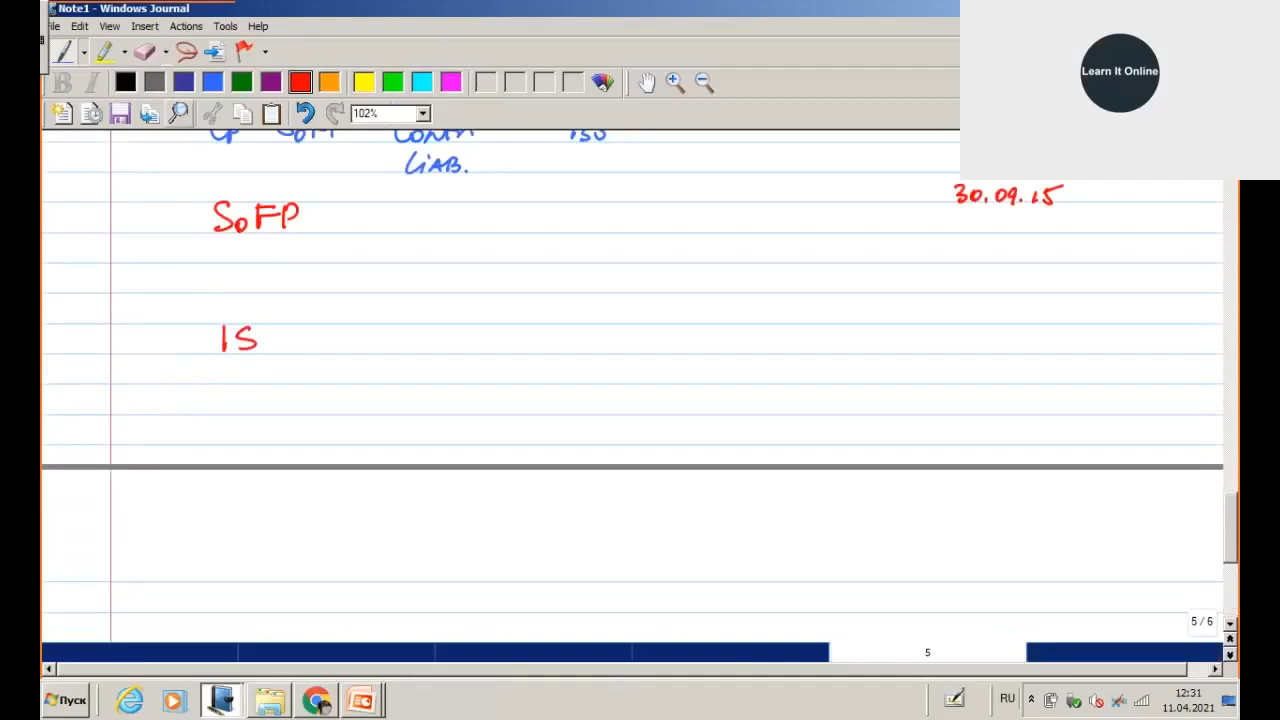 Note1 - Windows Journal
File Edit View Insert Actions Tools Help
Learn It Online
B I
102%
LIAB.
30.09.15
SOFP
IS
5 / 6
5
Пуск
RU
12:31
11.04.2021